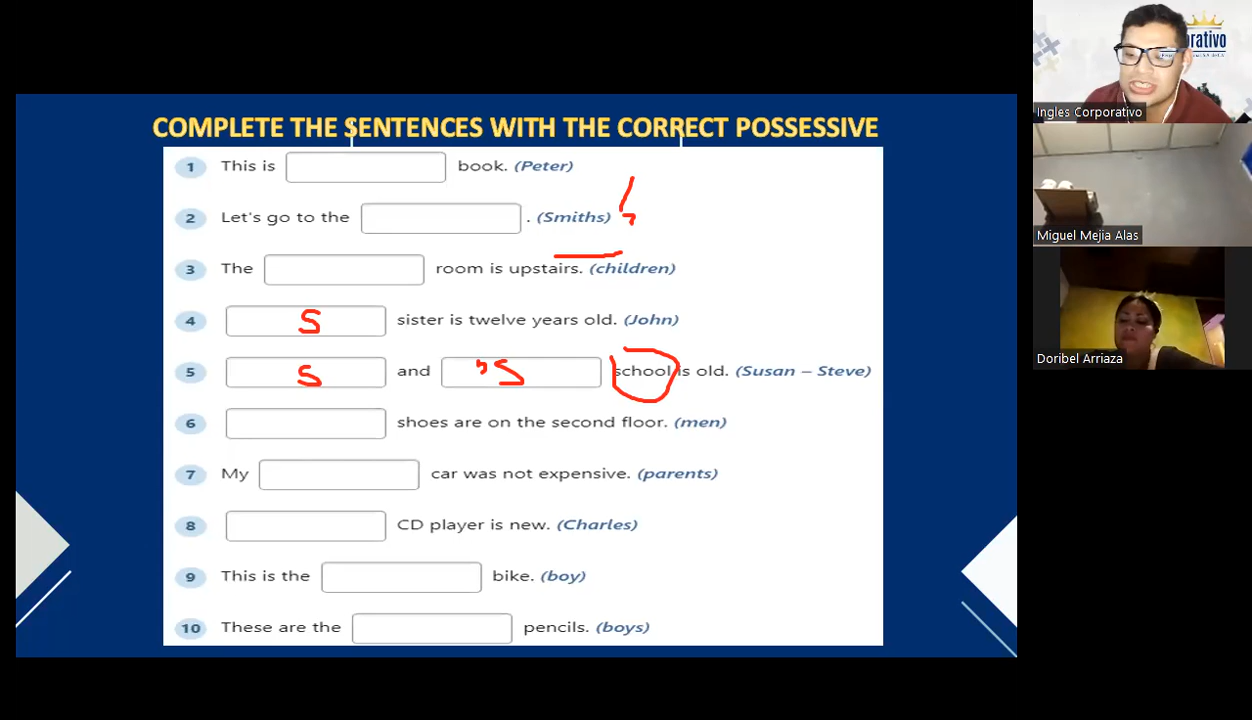 COMPLETE THE SENTENCES WITH THE CORRECT POSSESSIVE
1 This is book. (Peter)
2 Let's go to the . (Smiths)
3 The room is upstairs. (children)
4 S sister is twelve years old. (John)
5 S and 's school is old. (Susan – Steve)
6 shoes are on the second floor. (men)
7 My car was not expensive. (parents)
8 CD player is new. (Charles)
9 This is the bike. (boy)
10 These are the pencils. (boys)
Ingles Corporativo
Miguel Mejia Alas
Doribel Arriaza